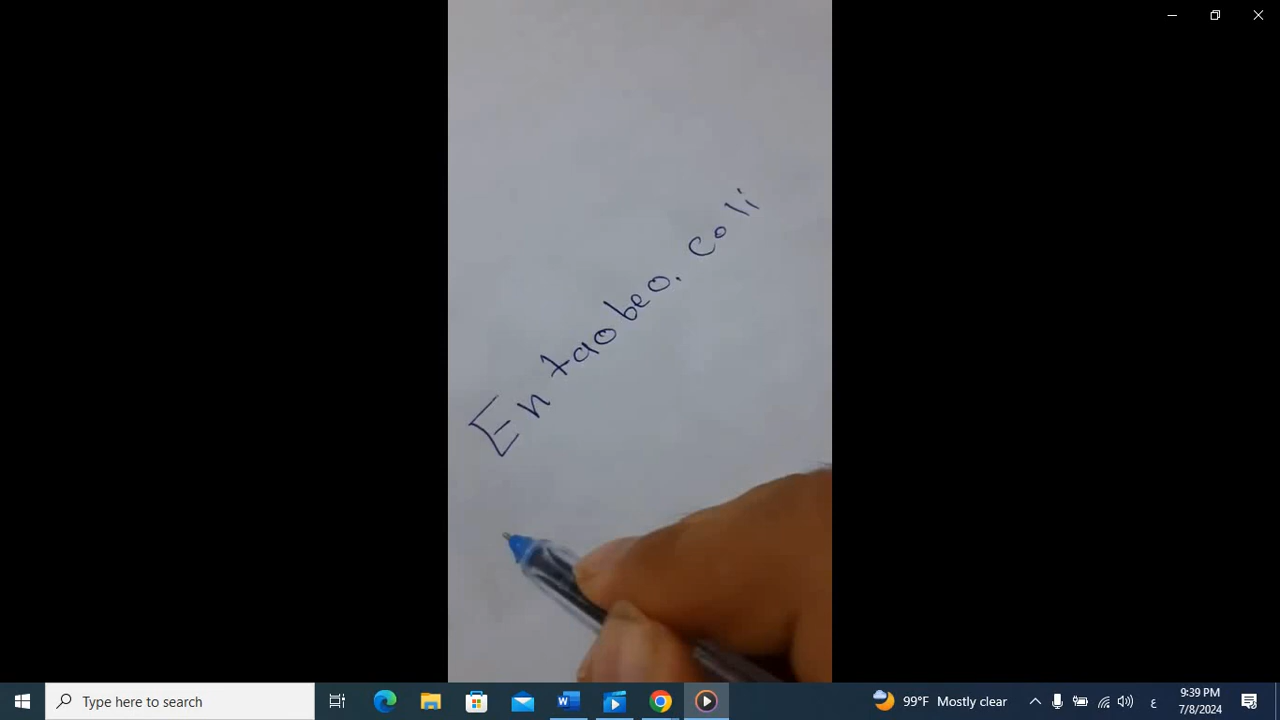 Entaobeo. coli
Type here to search
99°F Mostly clear
ع
9:39 PM
7/8/2024